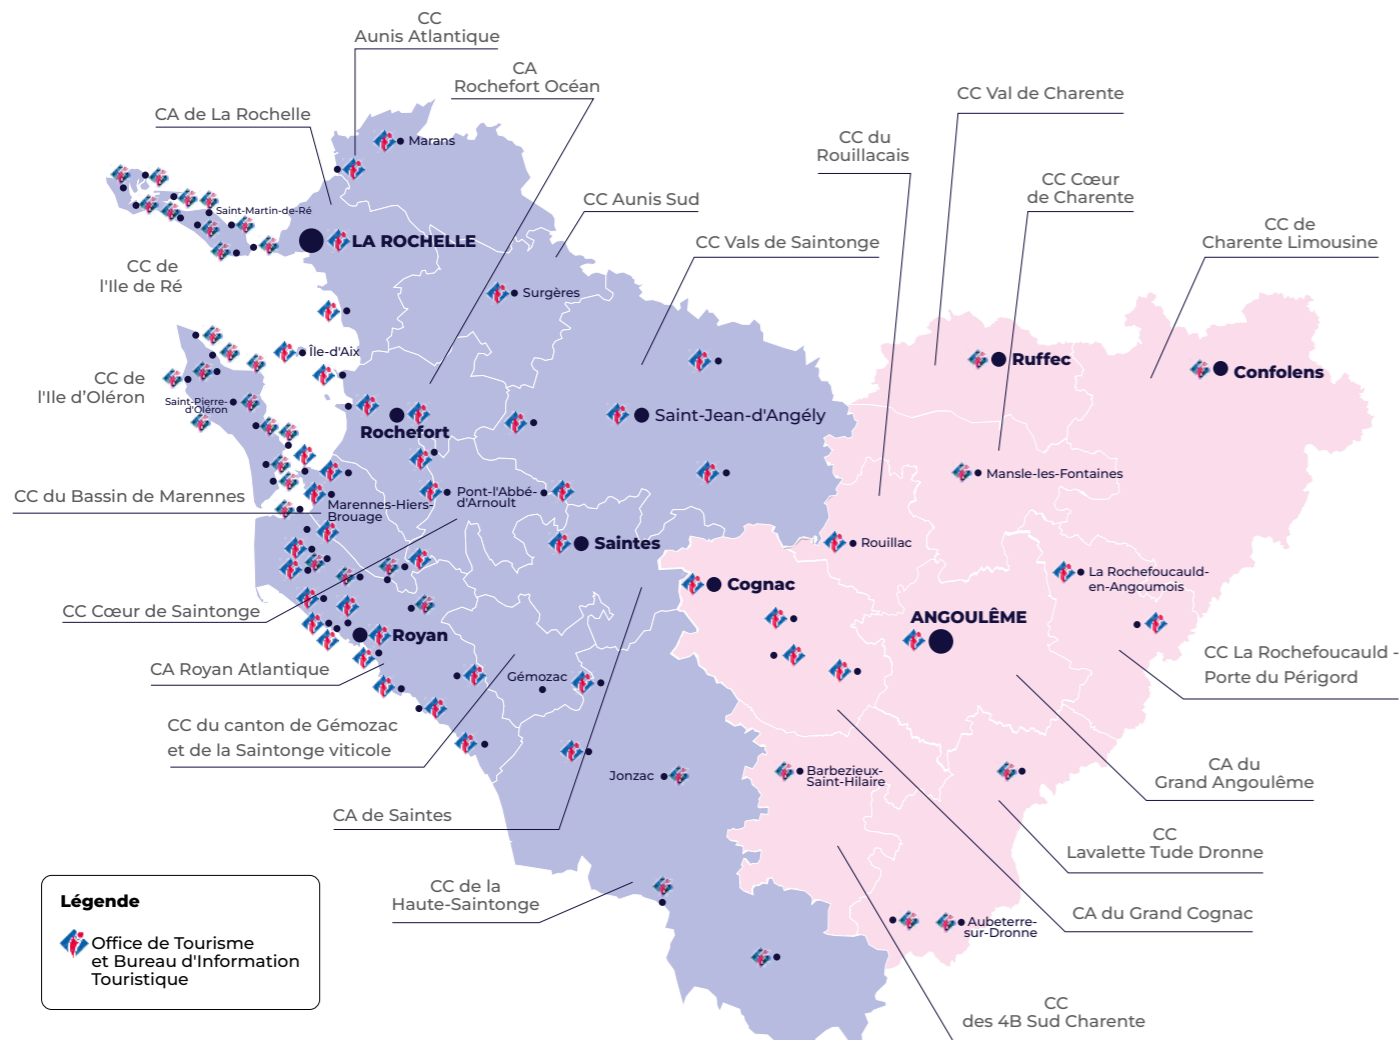 CC
Aunis Atlantique
CA
Rochefort Océan
CA de La Rochelle
CC Val de Charente
CC du
Rouillacais
Marans
CC Cœur
de Charente
CC Aunis Sud
Saint-Martin-de-Ré
CC de
Charente Limousine
LA ROCHELLE
CC Vals de Saintonge
CC de
l'Ile de Ré
Surgères
Île-d'Aix
Ruffec
Confolens
CC de
l'Ile d'Oléron
Saint-Pierre-
d'Oléron
Rochefort
Saint-Jean-d'Angély
Mansle-les-Fontaines
CC du Bassin de Marennes
Marennes-Hiers-
Brouage
Pont-l'Abbé-
d'Arnoult
Saintes
Rouillac
Cognac
La Rochefoucauld-
en-Angoumois
CC Cœur de Saintonge
ANGOULÊME
Royan
CA Royan Atlantique
Gémozac
CC La Rochefoucauld -
Porte du Périgord
CC du canton de Gémozac
et de la Saintonge viticole
Jonzac
Barbezieux-
Saint-Hilaire
CA du
Grand Angoulême
CA de Saintes
CC
Lavalette Tude Dronne
CC de la
Haute-Saintonge
CA du Grand Cognac
Aubeterre-
sur-Dronne
Légende
Office de Tourisme
et Bureau d'Information
Touristique
CC
des 4B Sud Charente